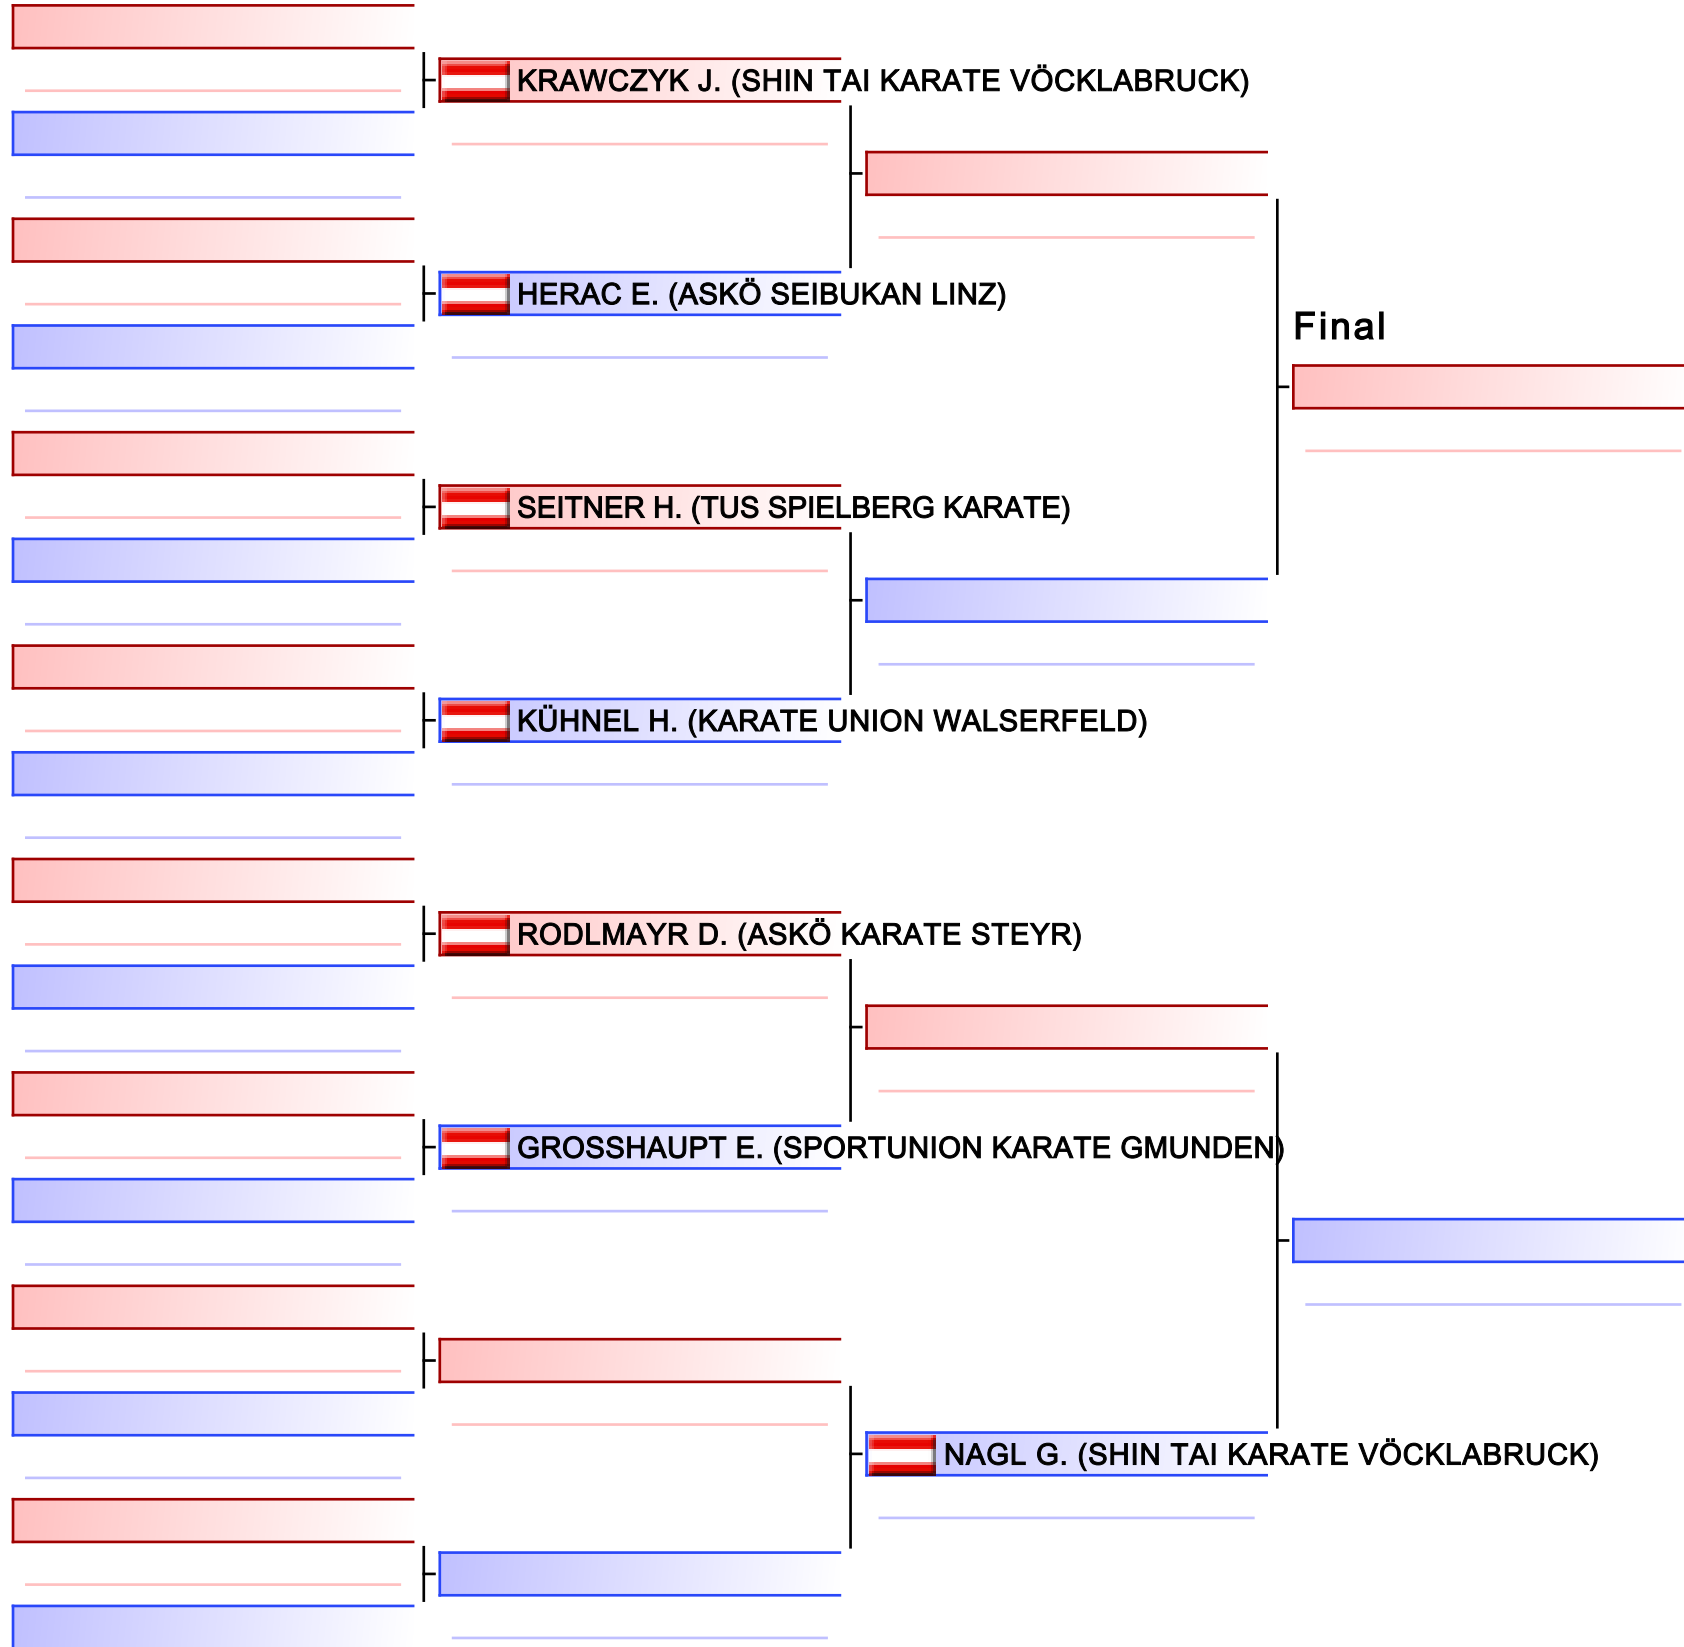 KRAWCZYK J. (SHIN TAI KARATE VÖCKLABRUCK)
HERAC E. (ASKÖ SEIBUKAN LINZ)
Final
SEITNER H. (TUS SPIELBERG KARATE)
KÜHNEL H. (KARATE UNION WALSERFELD)
RODLMAYR D. (ASKÖ KARATE STEYR)
GROSSHAUPT E. (SPORTUNION KARATE GMUNDEN)
NAGL G. (SHIN TAI KARATE VÖCKLABRUCK)